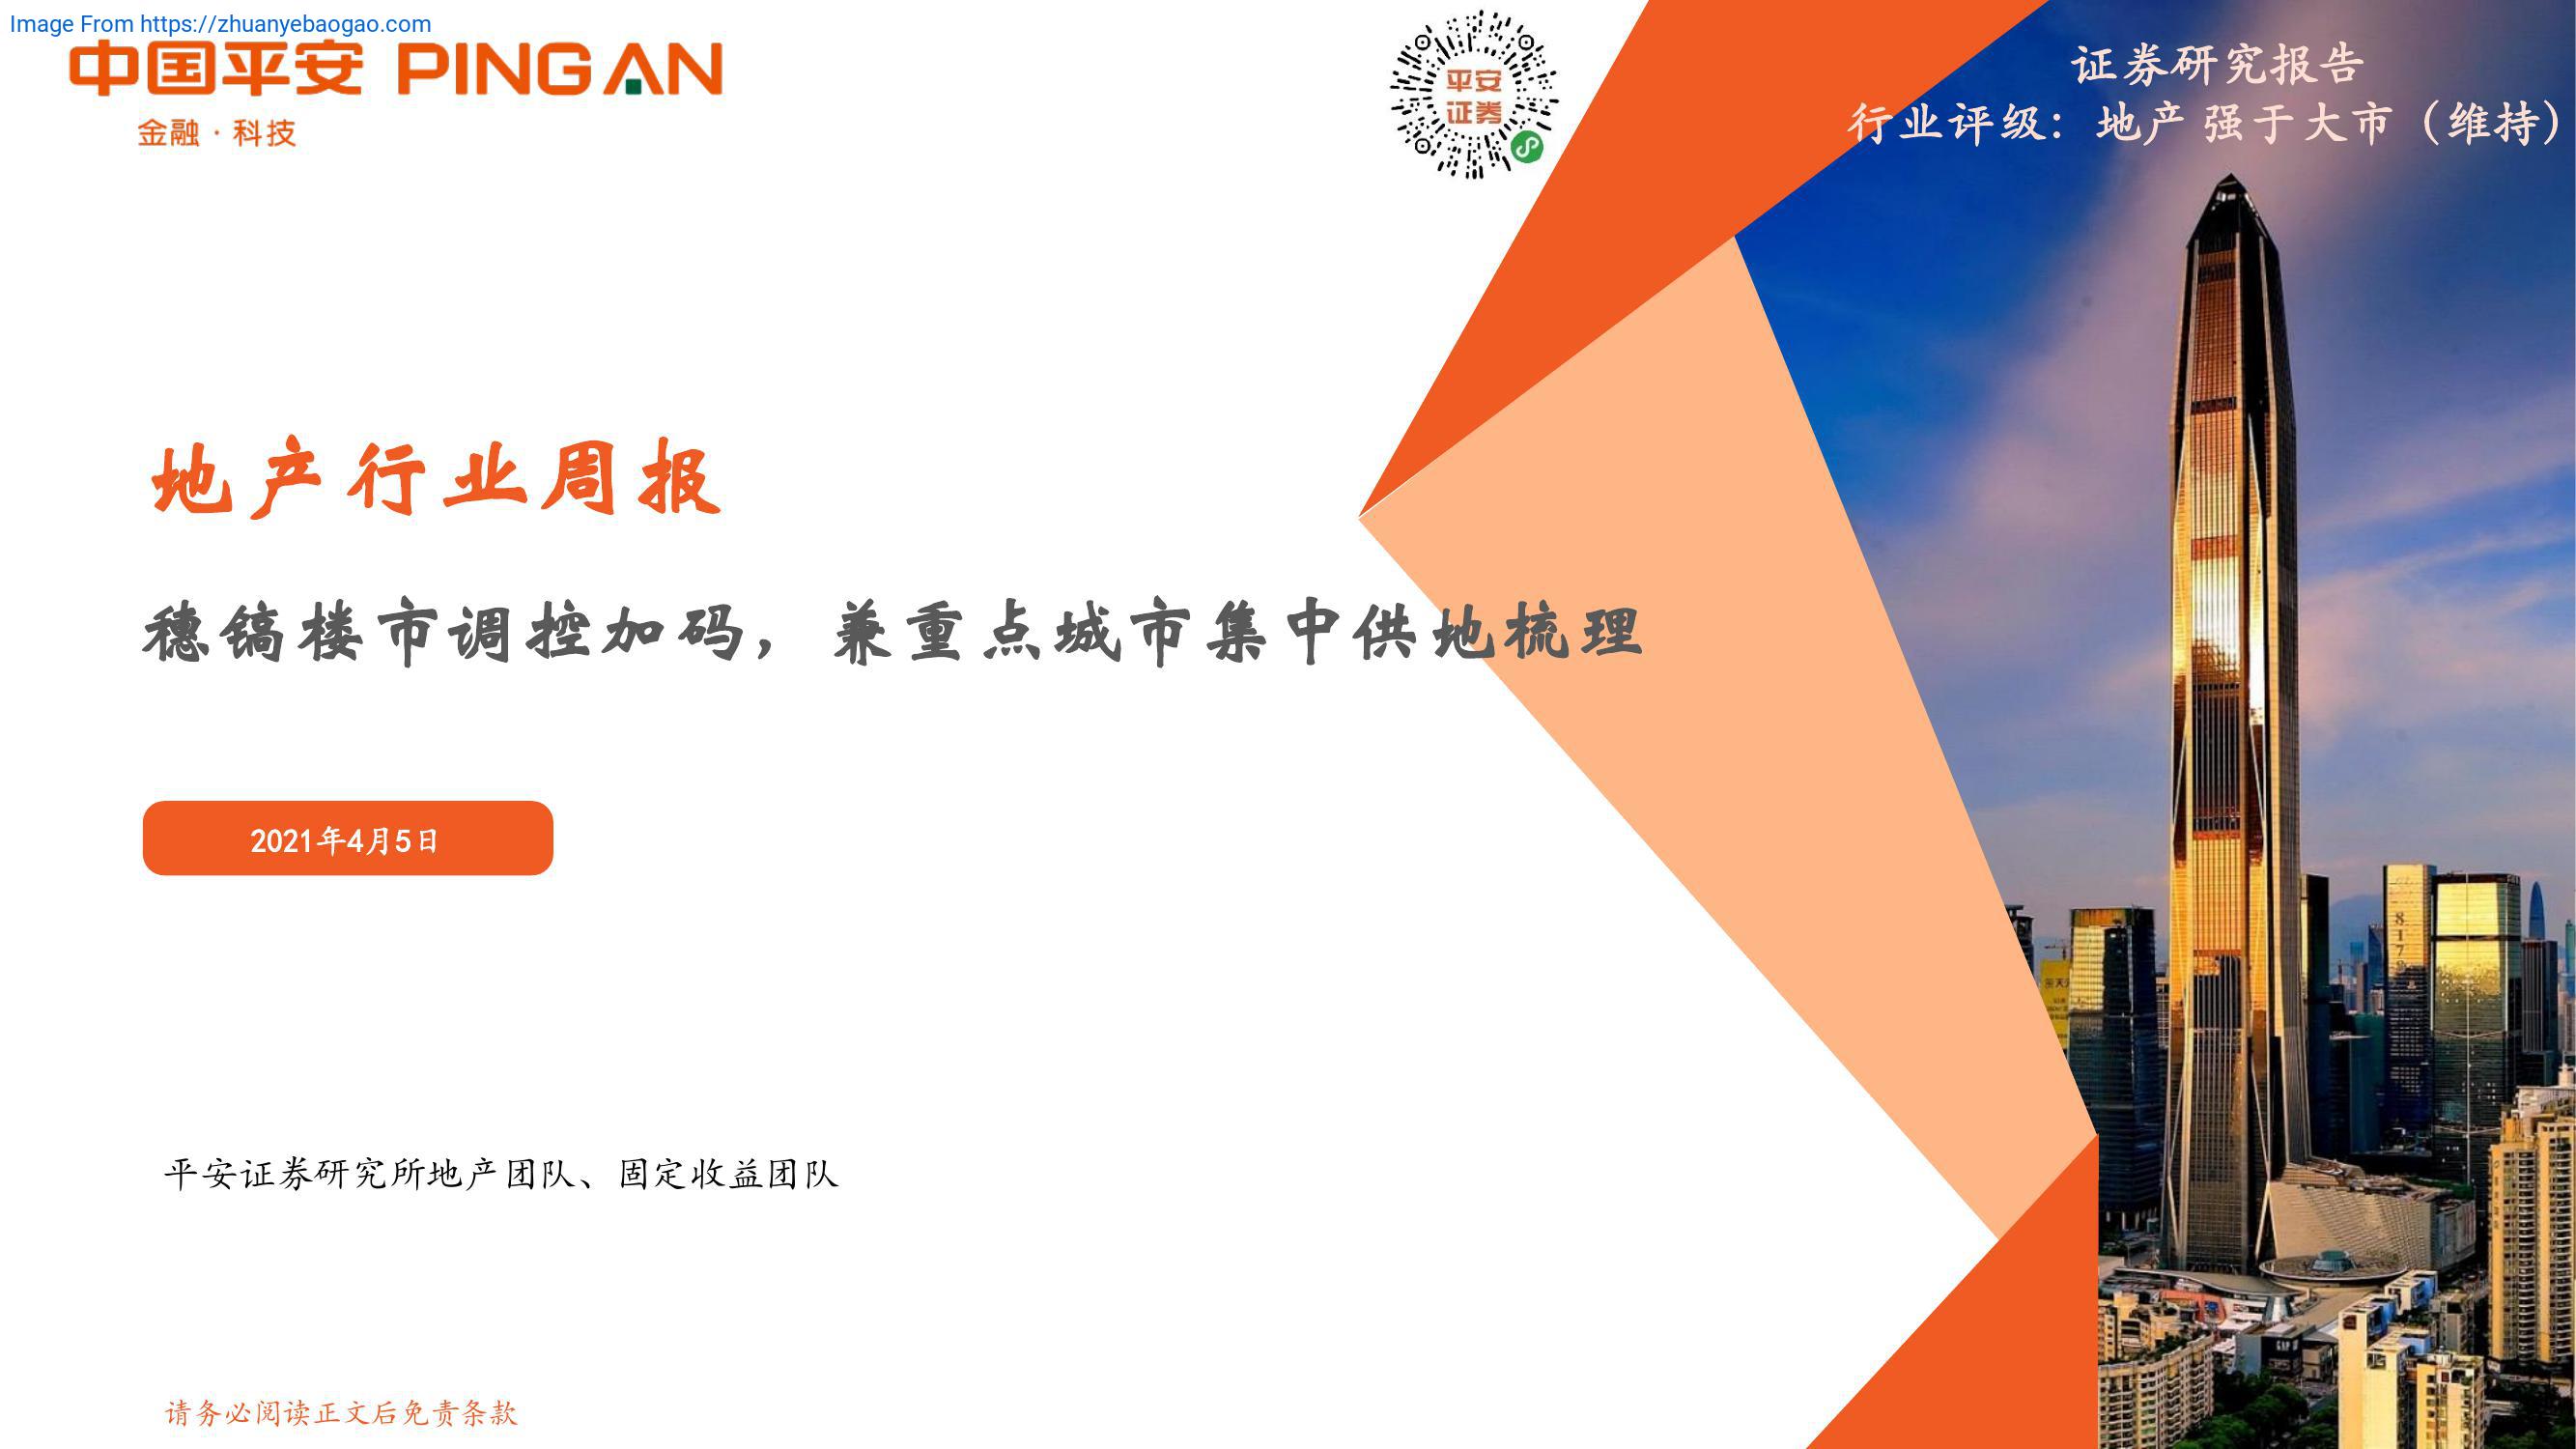 Image From https://zhuanyebaogao.com
中国平安 PING AN
金融·科技
平安
证券
证券研究报告
行业评级：地产 强于大市（维持）
地产行业周报
穗镐楼市调控加码，兼重点城市集中供地梳理
2021年4月5日
平安证券研究所地产团队、固定收益团队
请务必阅读正文后免责条款